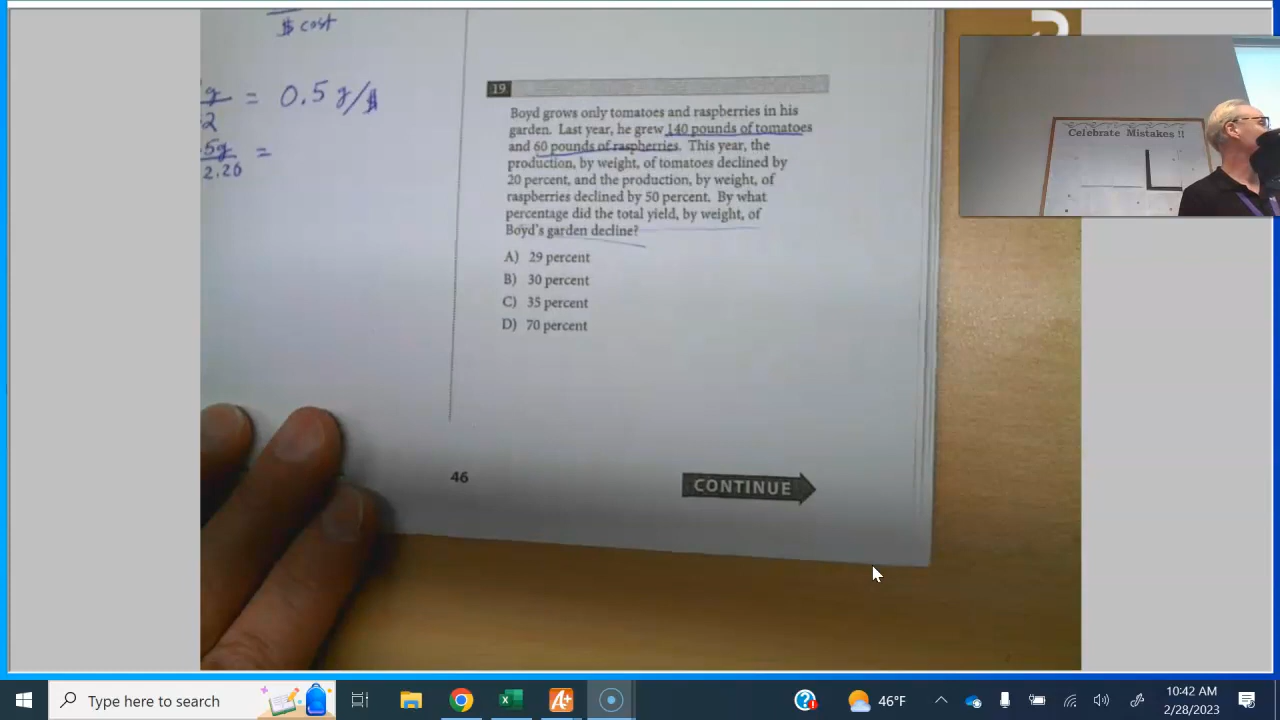 $ cost
= 0.5 g/$
.5g
2.20
=
19
Boyd grows only tomatoes and raspberries in his
garden. Last year, he grew 140 pounds of tomatoes
and 60 pounds of raspberries. This year, the
production, by weight, of tomatoes declined by
20 percent, and the production, by weight, of
raspberries declined by 50 percent. By what
percentage did the total yield, by weight, of
Boyd's garden decline?
A) 29 percent
B) 30 percent
C) 35 percent
D) 70 percent
46
CONTINUE
Celebrate Mistakes !!
Type here to search
46°F
10:42 AM
2/28/2023